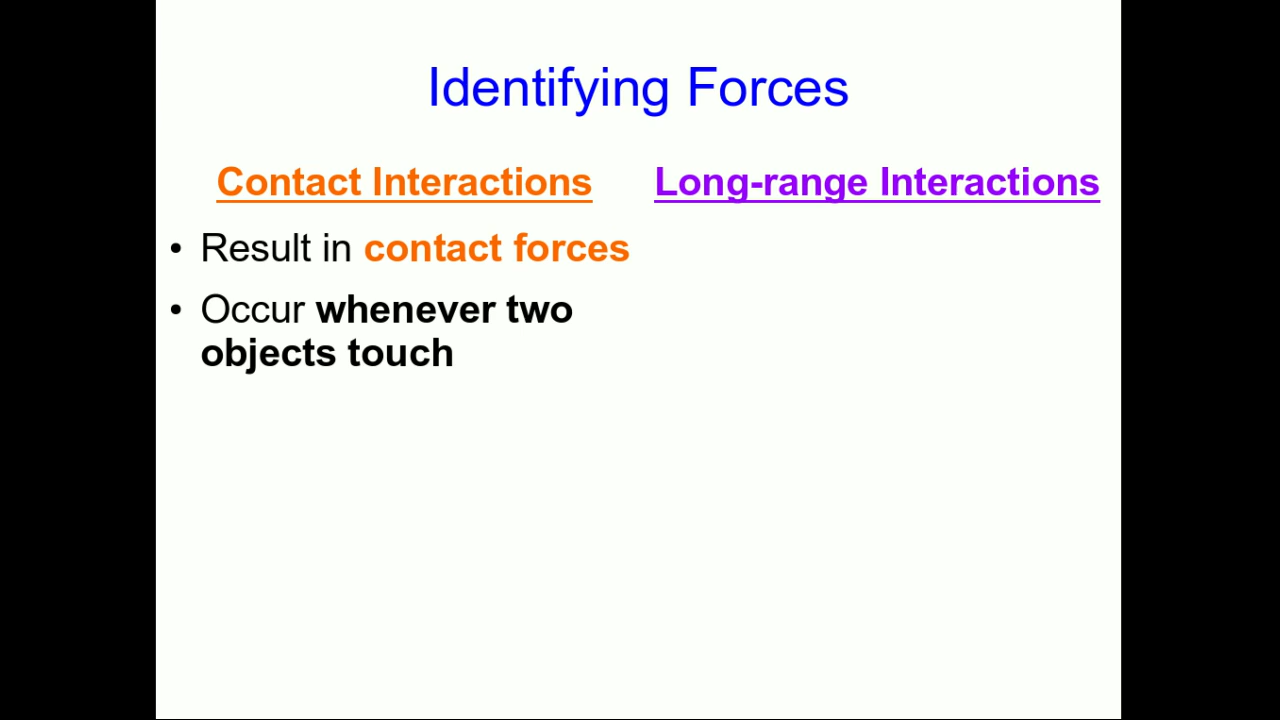 Identifying Forces
Contact Interactions
Long-range Interactions
• Result in contact forces
• Occur whenever two
objects touch